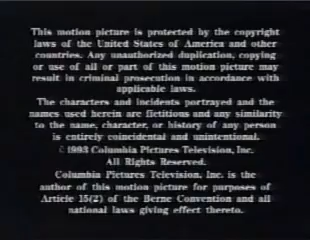 This motion picture is protected by the copyright
laws of the United States of America and other
countries. Any unauthorized duplication, copying
or use of all or part of this motion picture may
result in criminal prosecution in accordance with
applicable laws.
The characters and incidents portrayed and the
names used herein are fictitious and any similarity
to the name, character, or history of any person
is entirely coincidental and unintentional.
©1993 Columbia Pictures Television, Inc.
All Rights Reserved.
Columbia Pictures Television, Inc. is the
author of this motion picture for purposes of
Article 15(2) of the Berne Convention and all
national laws giving effect thereto.